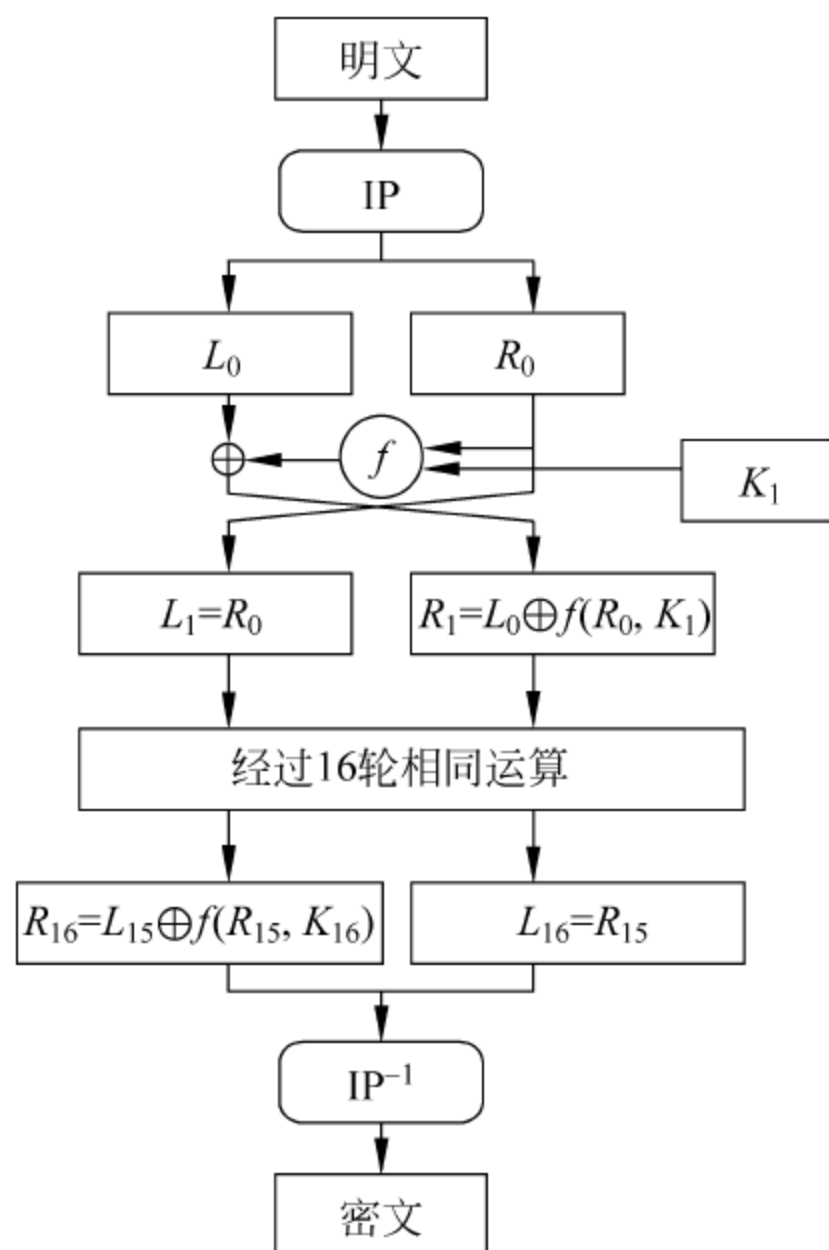 明文
IP
L₀
R₀
⊕
f
K₁
L₁=R₀
R₁=L₀⊕f(R₀, K₁)
经过16轮相同运算
R₁₆=L₁₅⊕f(R₁₅, K₁₆)
L₁₆=R₁₅
IP⁻¹
密文